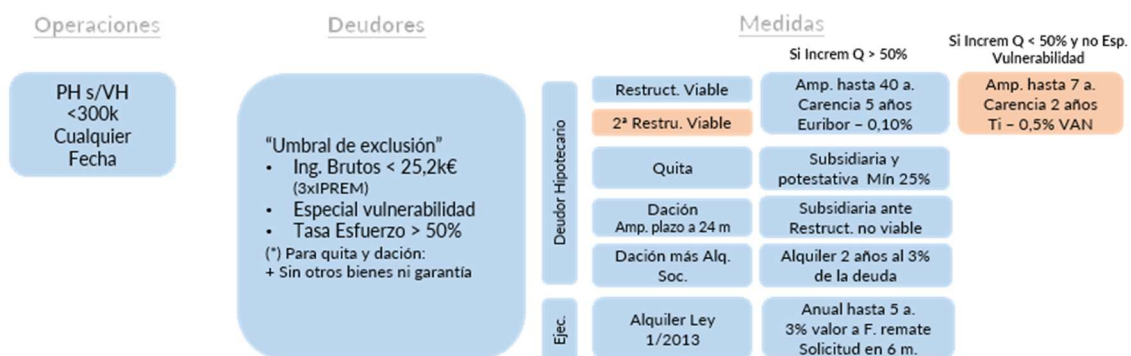 Operaciones
Deudores
Medidas
Si Increm Q > 50%
Si Increm Q < 50% y no Esp.
Vulnerabilidad
PH s/VH
<300k
Cualquier
Fecha
"Umbral de exclusión"
• Ing. Brutos < 25,2k€
(3xIPREM)
• Especial vulnerabilidad
• Tasa Esfuerzo > 50%
(*) Para quita y dación:
+ Sin otros bienes ni garantía
Deudor Hipotecario
Restruct. Viable
2ª Restru. Viable
Amp. hasta 40 a.
Carencia 5 años
Euribor – 0,10%
Amp. hasta 7 a.
Carencia 2 años
Ti – 0,5% VAN
Quita
Subsidiaria y
potestativa Mín 25%
Dación
Amp. plazo a 24 m
Subsidiaria ante
Restruct. no viable
Dación más Alq.
Soc.
Alquiler 2 años al 3%
de la deuda
Ejec.
Alquiler Ley
1/2013
Anual hasta 5 a.
3% valor a F. remate
Solicitud en 6 m.